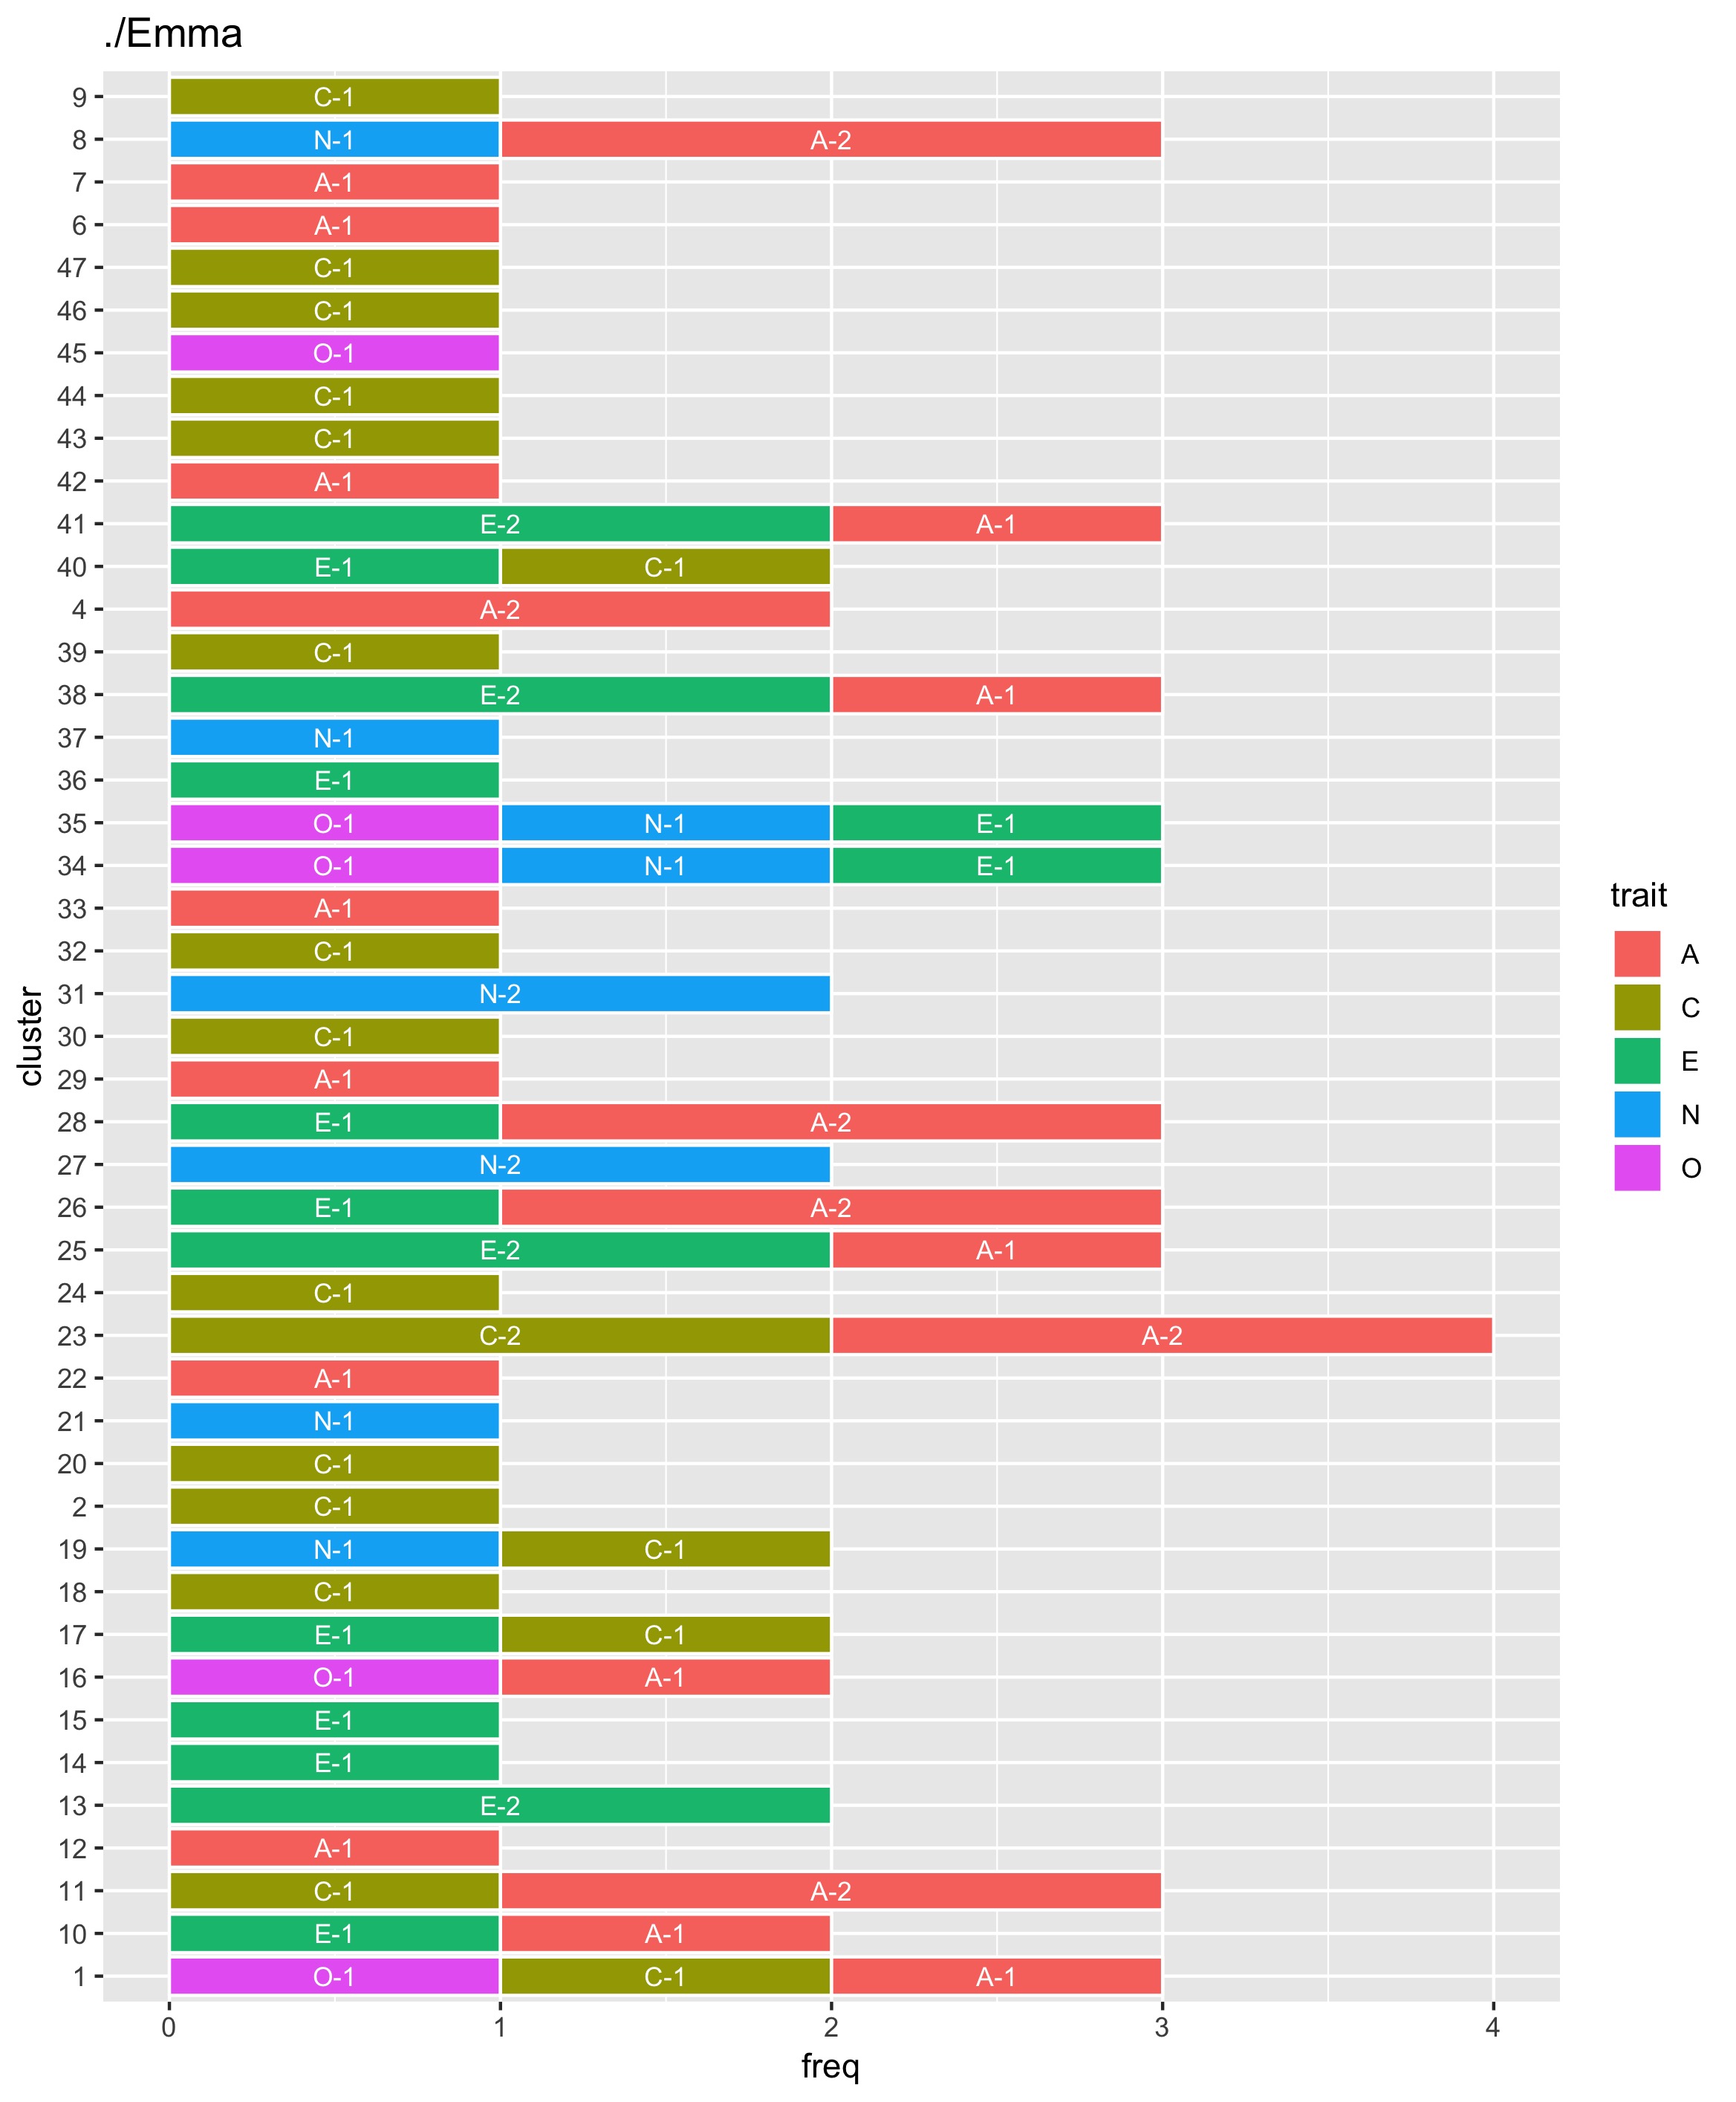 ./Emma
9 C-1
8 N-1 A-2
7 A-1
6 A-1
47 C-1
46 C-1
45 O-1
44 C-1
43 C-1
42 A-1
41 E-2 A-1
40 E-1 C-1
4 A-2
39 C-1
38 E-2 A-1
37 N-1
36 E-1
35 O-1 N-1 E-1
34 O-1 N-1 E-1
33 A-1
32 C-1
31 N-2
30 C-1
29 A-1
28 E-1 A-2
27 N-2
26 E-1 A-2
25 E-2 A-1
24 C-1
23 C-2 A-2
22 A-1
21 N-1
20 C-1
2 C-1
19 N-1 C-1
18 C-1
17 E-1 C-1
16 O-1 A-1
15 E-1
14 E-1
13 E-2
12 A-1
11 C-1 A-2
10 E-1 A-1
1 O-1 C-1 A-1
0 1 2 3 4
freq
cluster
trait
A
C
E
N
O